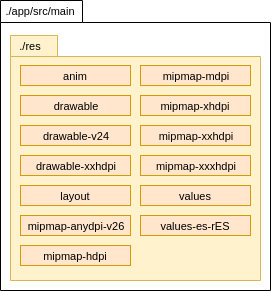 ./app/src/main
./res
anim
mipmap-mdpi
drawable
mipmap-xhdpi
drawable-v24
mipmap-xxhdpi
drawable-xxhdpi
mipmap-xxxhdpi
layout
values
mipmap-anydpi-v26
values-es-rES
mipmap-hdpi